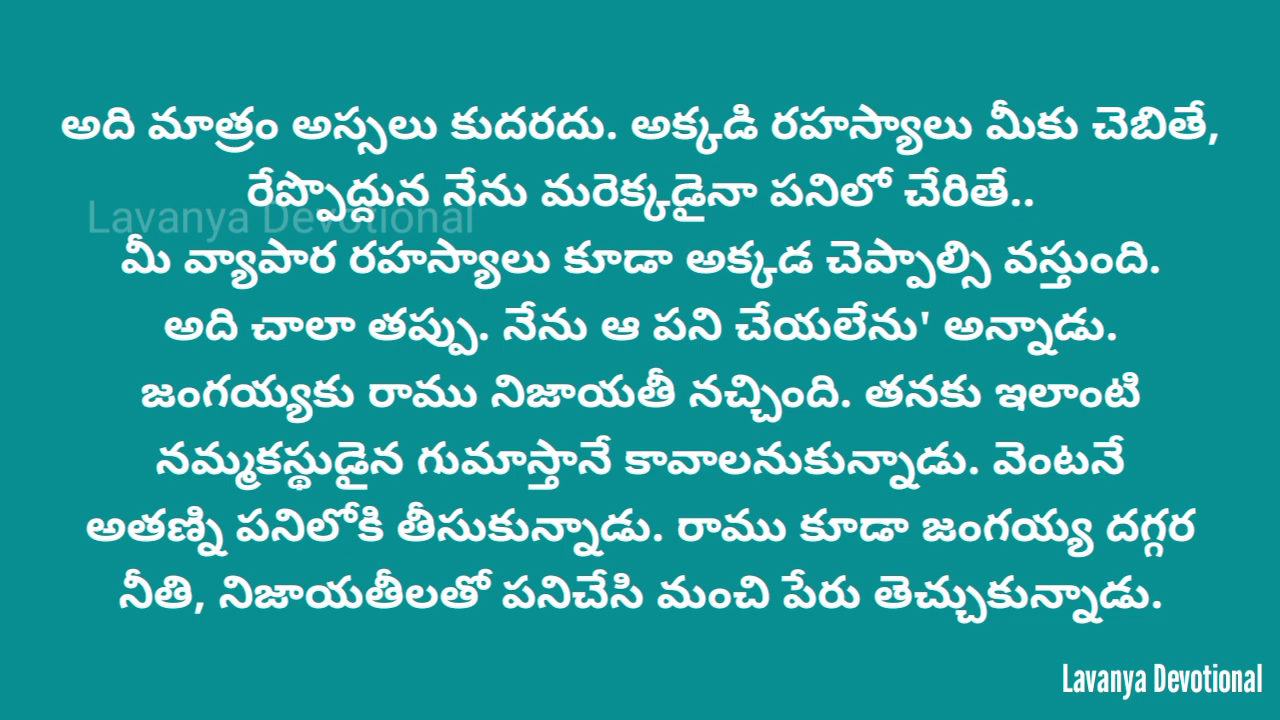 అది మాత్రం అస్సలు కుదరదు. అక్కడి రహస్యాలు మీకు చెబితే,
రేప్పొద్దున నేను మరెక్కడైనా పనిలో చేరితే..
Lavanya Devotional
మీ వ్యాపార రహస్యాలు కూడా అక్కడ చెప్పాల్సి వస్తుంది.
అది చాలా తప్పు. నేను ఆ పని చేయలేను' అన్నాడు.
జంగయ్యకు రాము నిజాయతీ నచ్చింది. తనకు ఇలాంటి
నమ్మకస్థుడైన గుమాస్తానే కావాలనుకున్నాడు. వెంటనే
అతణ్ని పనిలోకి తీసుకున్నాడు. రాము కూడా జంగయ్య దగ్గర
నీతి, నిజాయతీలతో పనిచేసి మంచి పేరు తెచ్చుకున్నాడు.
Lavanya Devotional